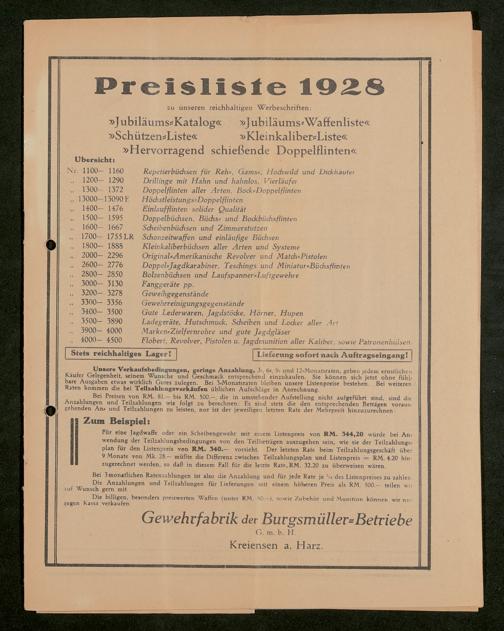 Preisliste 1928
zu unseren reichhaltigen Werbeschriften:
»Jubiläums=Katalog« »Jubiläums=Waffenliste«
»Schützen=Liste« »Kleinkaliber=Liste«
»Hervorragend schießende Doppelflinten«
Übersicht:
Nr. 1100— 1160 Repetierbüchsen für Reh=, Gams=, Hochwild und Dickhäuter
„ 1200— 1290 Drillinge mit Hahn und hahnlos, Vierläufer
„ 1300— 1372 Doppelflinten aller Arten, Bock=Doppelflinten
„ 13000—13090 E Höchstleistungs=Doppelflinten
„ 1400— 1476 Einlaufflinten solider Qualität
„ 1500— 1595 Doppelbüchsen, Büchs= und Bockbüchsflinten
„ 1600— 1667 Scheibenbüchsen und Zimmerstutzen
„ 1700— 1755 LR Schonzeitwaffen und einläufige Büchsen
„ 1800— 1888 Kleinkaliberbüchsen aller Arten und Systeme
„ 2000— 2296 Original=Amerikanische Revolver und Match=Pistolen
„ 2600— 2776 Doppel=Jagdkarabiner, Teschings und Miniatur=Büchsflinten
„ 2800— 2850 Bolzenbüchsen und Laufspanner=Luftgewehre
„ 3000— 3130 Fanggeräte pp.
„ 3200— 3278 Geweihgegenstände
„ 3300— 3356 Gewehrreinigungsgegenstände
„ 3400— 3500 Gute Lederwaren, Jagdstöcke, Hörner, Hupen
„ 3500— 3890 Ladegeräte, Hutschmuck, Scheiben und Locker aller Art
„ 3900— 4000 Marken=Zielfernrohre und gute Jagdgläser
„ 4000— 4500 Flobert, Revolver, Pistolen u. Jagdmunition aller Kaliber, sowie Patronenhülsen
Stets reichhaltiges Lager! Lieferung sofort nach Auftragseingang!
Unsere Verkaufsbedingungen, geringe Anzahlung, 3=, 6=, 9= und 12=Monatsraten, geben jedem ernstlichen
Käufer Gelegenheit, seinem Wunsche und Geschmack entsprechend einzukaufen. Sie können sich jetzt ohne fühl=
bare Ausgaben etwas wirklich Gutes zulegen. Bei 3=Monatsraten bleiben unsere Listenpreise bestehen. Bei weiteren
Raten kommen die bei Teilzahlungsverkäufen üblichen Aufschläge in Anrechnung.
Bei Preisen von RM. 81.— bis RM. 500.—, die in umstehender Aufstellung nicht aufgeführt sind, sind die
Anzahlungen und Teilzahlungen wie folgt zu berechnen. Es sind stets die den entsprechenden Beträgen voraus=
gehenden An= und Teilzahlungen zu leisten, nur ist der jeweiligen letzten Rate der Mehrpreis hinzuzurechnen
Zum Beispiel:
Für eine Jagdwaffe oder ein Scheibengewehr mit einem Listenpreis von RM. 344,20 würde bei An=
wendung der Teilzahlungsbedingungen von den Teilbeträgen auszugehen sein, wie sie der Teilzahlungs=
plan für den Listenpreis von RM. 340.— vorsieht. Der letzten Rate beim Teilzahlungsgeschäft über
9 Monate von Mk. 28.— müßte die Differenz zwischen Teilzahlungsplan und Listenpreis = RM. 4.20 hin=
zugerechnet werden, so daß in diesem Fall für die letzte Rate, RM. 32.20 zu überweisen wären.
Bei 3monatlichen Ratenzahlungen ist also die Anzahlung und für jede Rate je ¼ des Listenpreises zu zahlen.
Die Anzahlungen und Teilzahlungen für Lieferungen mit einem höheren Preis als RM. 500.— teilen wir
auf Wunsch gern mit.
Die billigen, besonders preiswerten Waffen (unter RM. 50.—), sowie Zubehör und Munition können wir nur
gegen Kassa verkaufen.
Gewehrfabrik der Burgsmüller=Betriebe
G. m. b. H.
Kreiensen a. Harz.